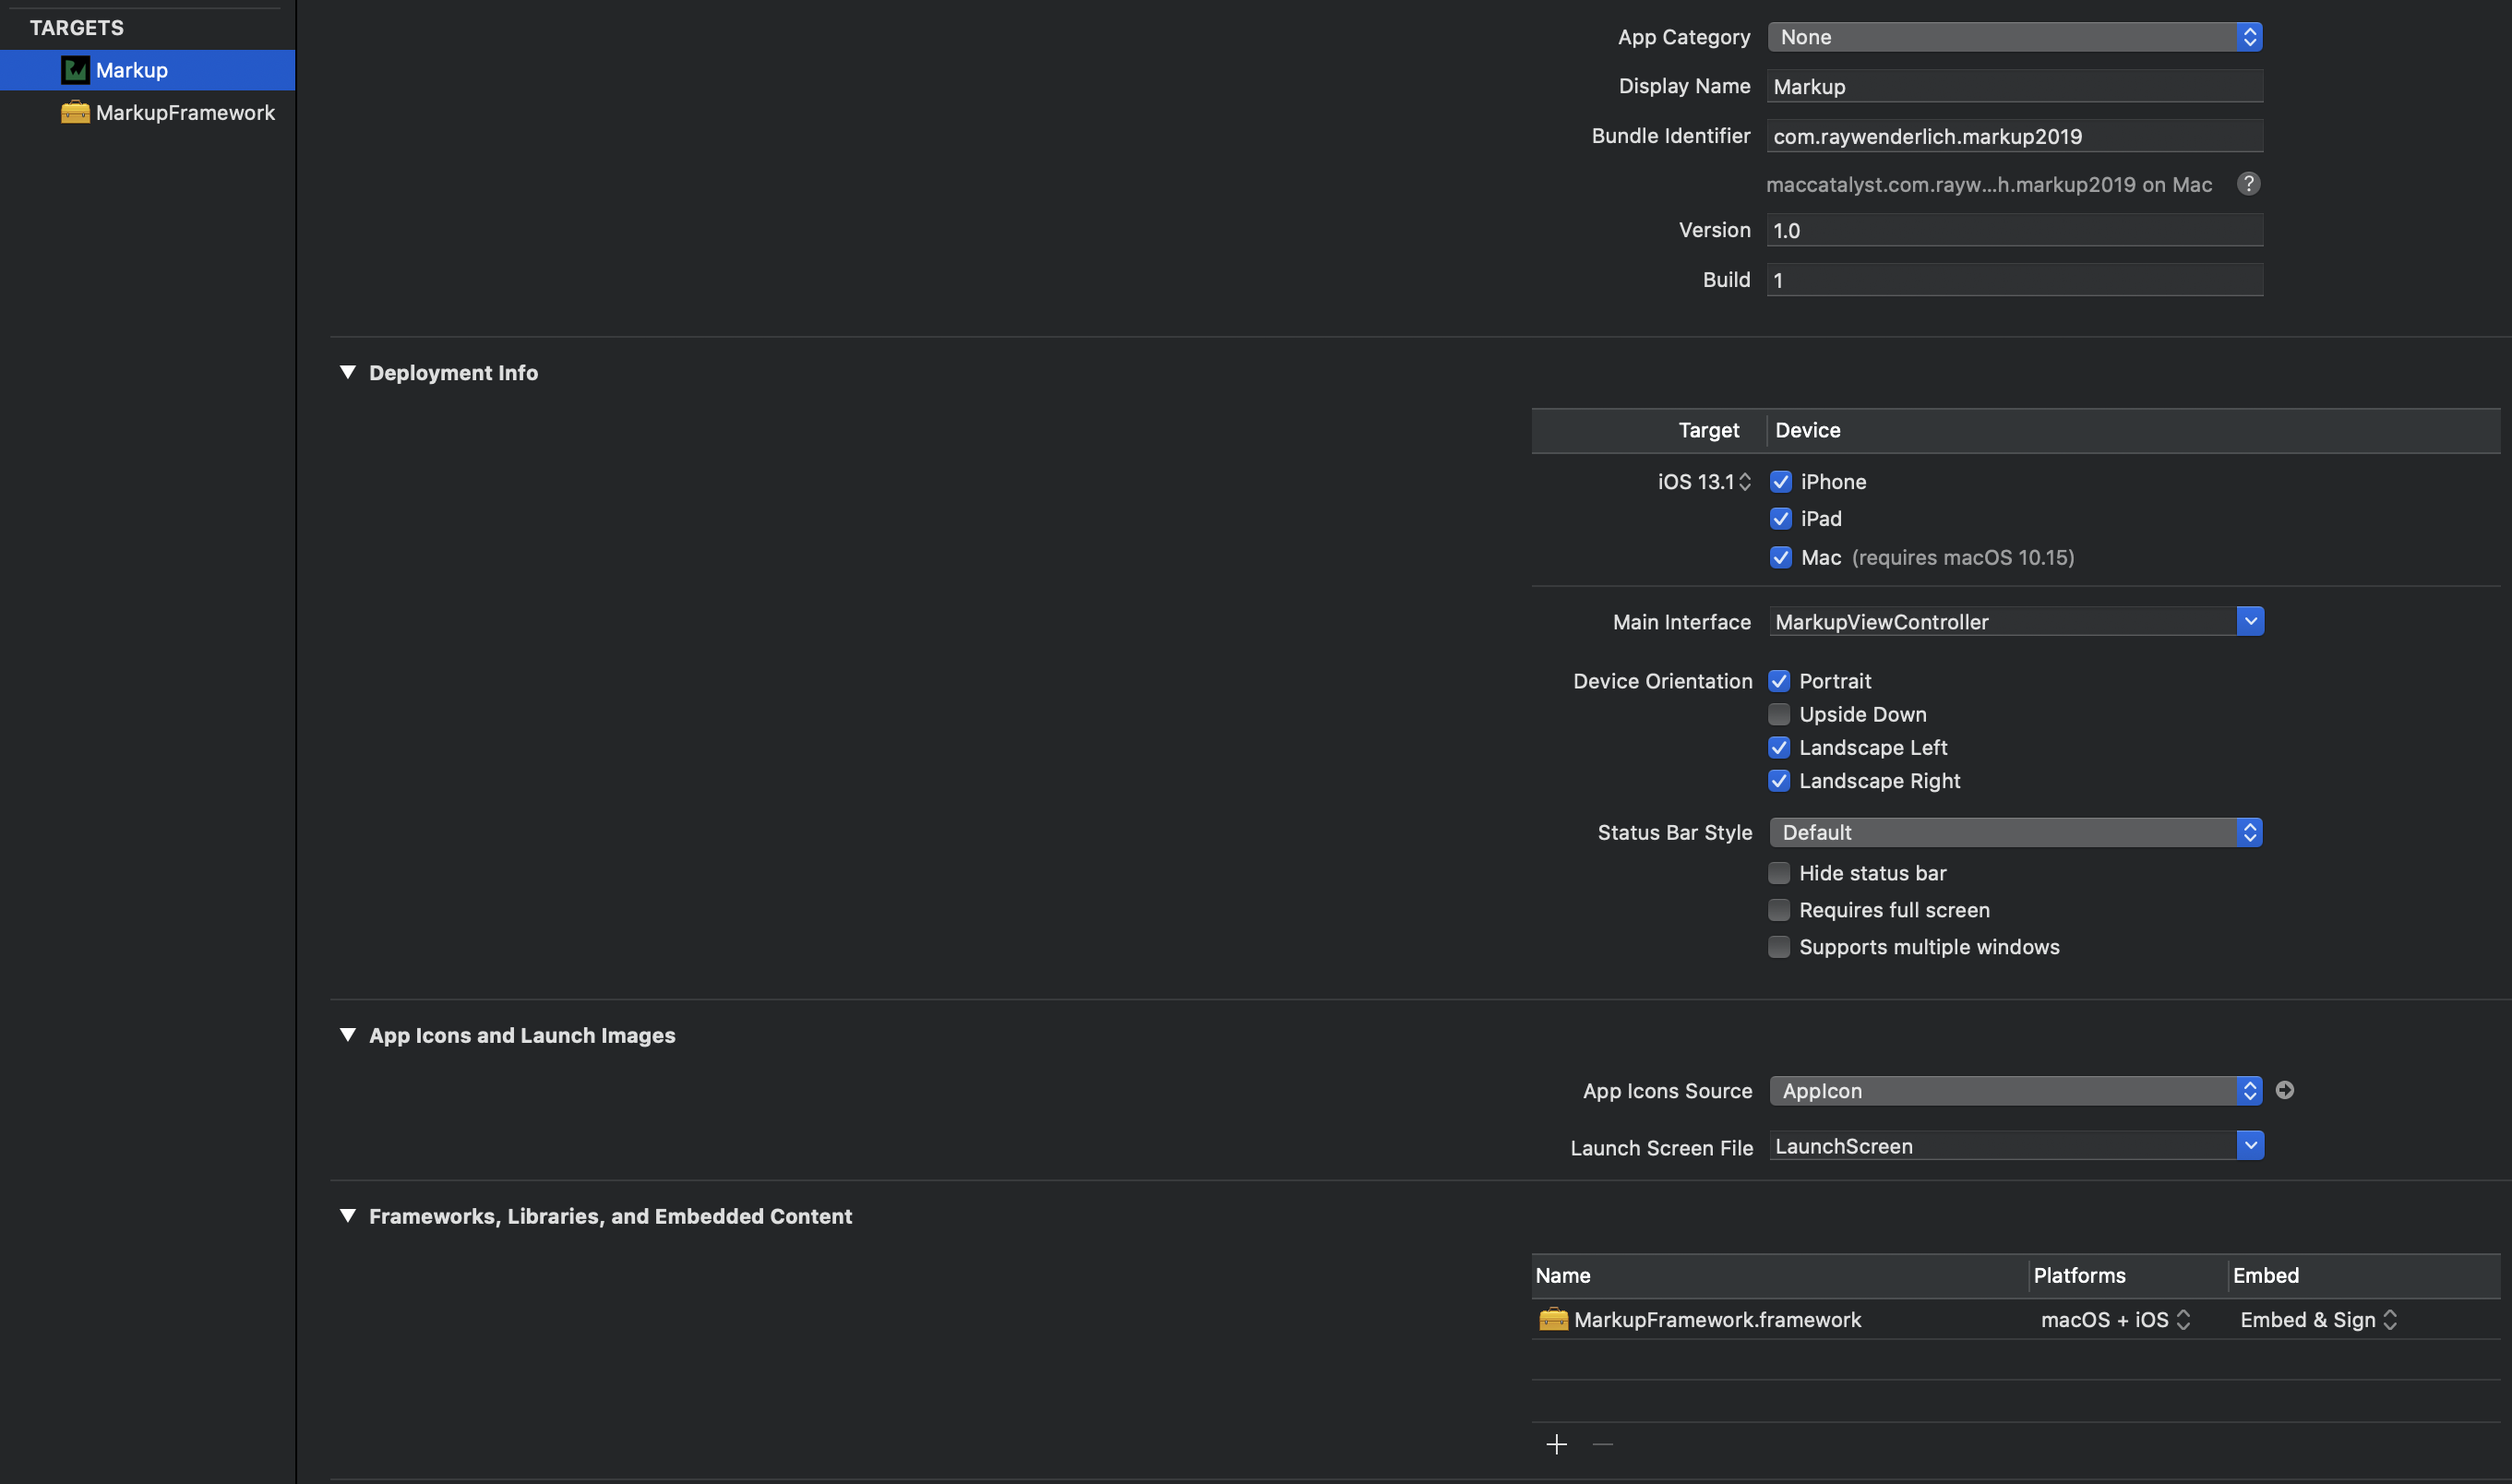 TARGETS
Markup
MarkupFramework
App Category None
Display Name Markup
Bundle Identifier com.raywenderlich.markup2019
maccatalyst.com.rayw...h.markup2019 on Mac ?
Version 1.0
Build 1
Deployment Info
Target Device
iOS 13.1 iPhone
iPad
Mac (requires macOS 10.15)
Main Interface MarkupViewController
Device Orientation Portrait
Upside Down
Landscape Left
Landscape Right
Status Bar Style Default
Hide status bar
Requires full screen
Supports multiple windows
App Icons and Launch Images
App Icons Source AppIcon
Launch Screen File LaunchScreen
Frameworks, Libraries, and Embedded Content
Name Platforms Embed
MarkupFramework.framework macOS + iOS Embed & Sign